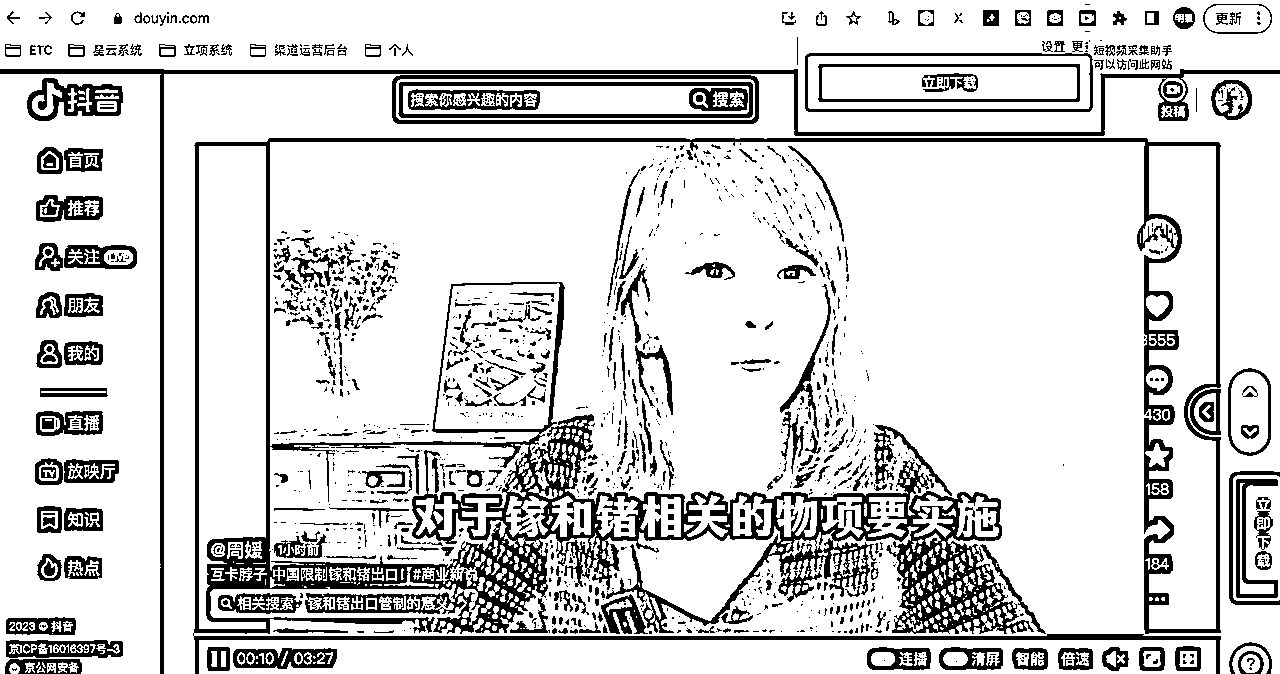 douyin.com
更新
ETC
星云系统
立项系统
渠道运营后台
个人
设置
短视频采集助手
可以访问此网站
立即下载
抖音
搜索你感兴趣的内容
搜索
投稿
首页
推荐
关注
朋友
我的
直播
放映厅
知识
热点
2023 © 抖音
京ICP备16016397号-3
京公网安备
3555
430
158
184
立即下载
对于镓和锗相关的物项要实施
@周媛 · 1小时前
互卡脖子,中国限制镓和锗出口! #商业新
相关搜索 · 镓和锗出口管制的意义
00:10 / 03:27
连播
清屏
智能
倍速